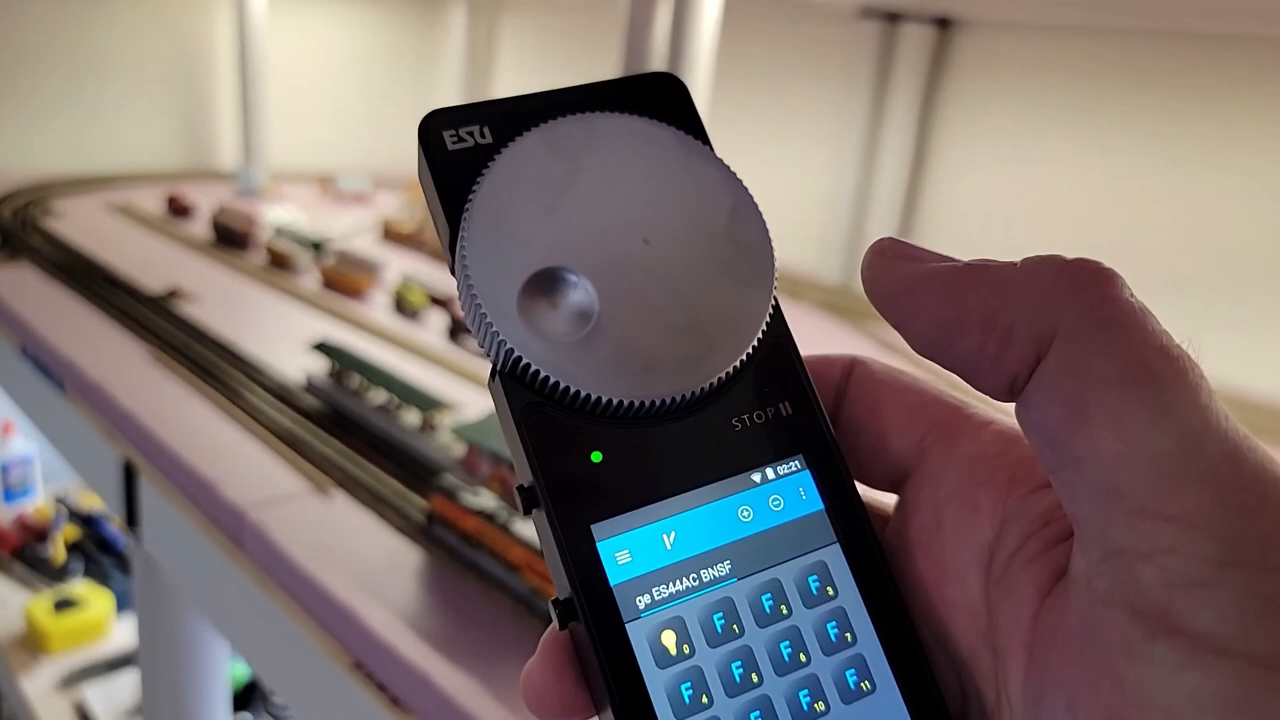 ESU
STOP
02:21
ge ES44AC BNSF
0 F1 F2 F3
F4 F5 F6 F7
F F10 F11